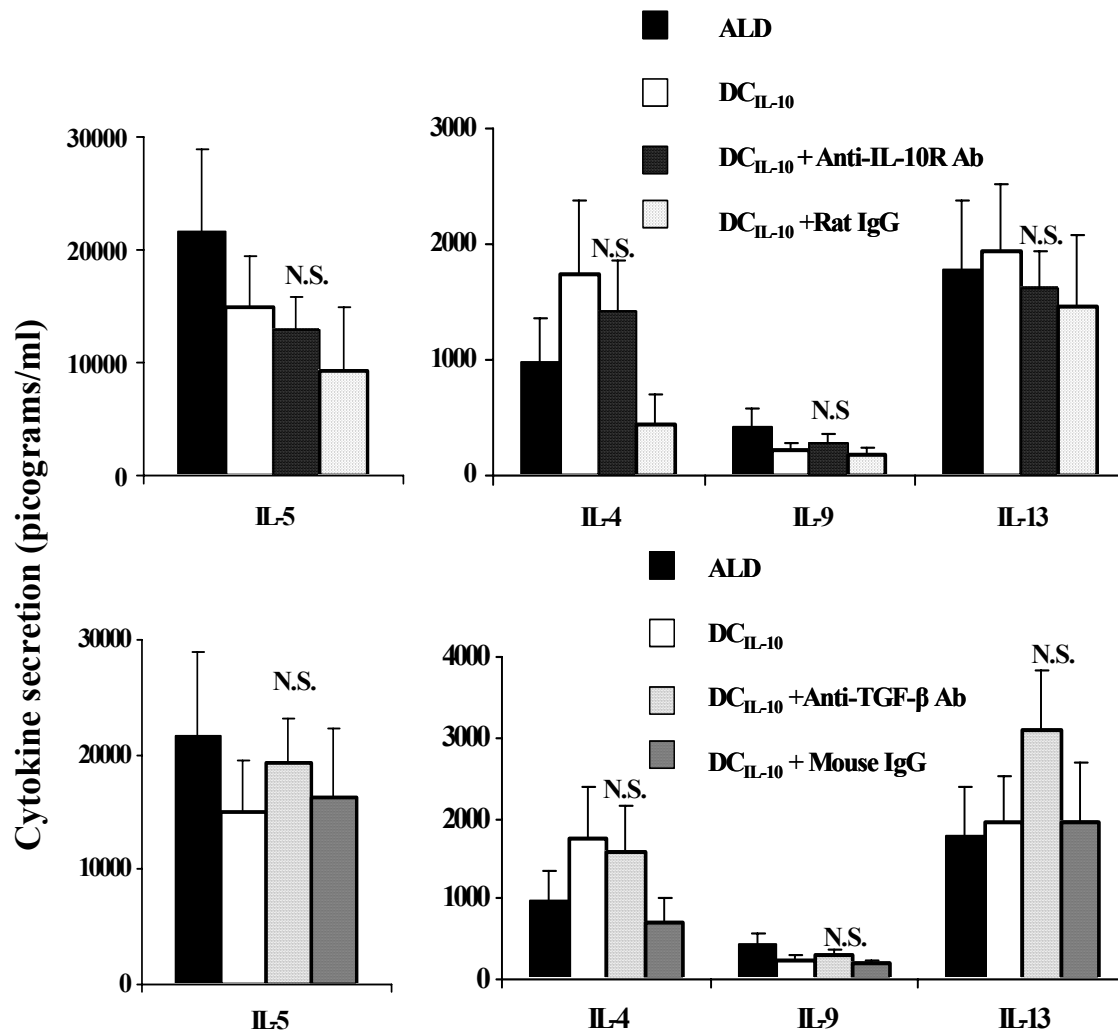 Cytokine secretion (picograms/ml)
ALD
DC_IL-10
DC_IL-10 + Anti-IL-10R Ab
DC_IL-10 +Rat IgG
30000
20000
10000
0
N.S.
IL-5
3000
2000
1000
0
N.S.
N.S
N.S.
IL-4 IL-9 IL-13
ALD
DC_IL-10
DC_IL-10 +Anti-TGF-β Ab
DC_IL-10 + Mouse IgG
30000
20000
10000
0
N.S.
IL-5
4000
3000
2000
1000
0
N.S.
N.S.
N.S.
IL-4 IL-9 IL-13